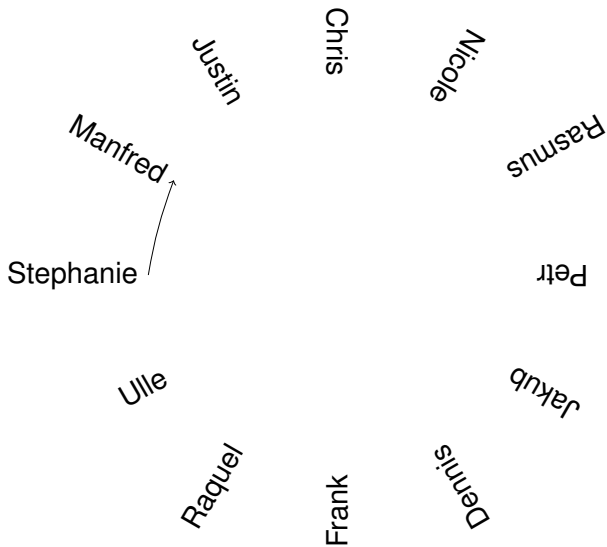 Chris
Nicole
Rasmus
Petr
Jakub
Dennis
Frank
Raquel
Ulle
Stephanie
Manfred
Justin